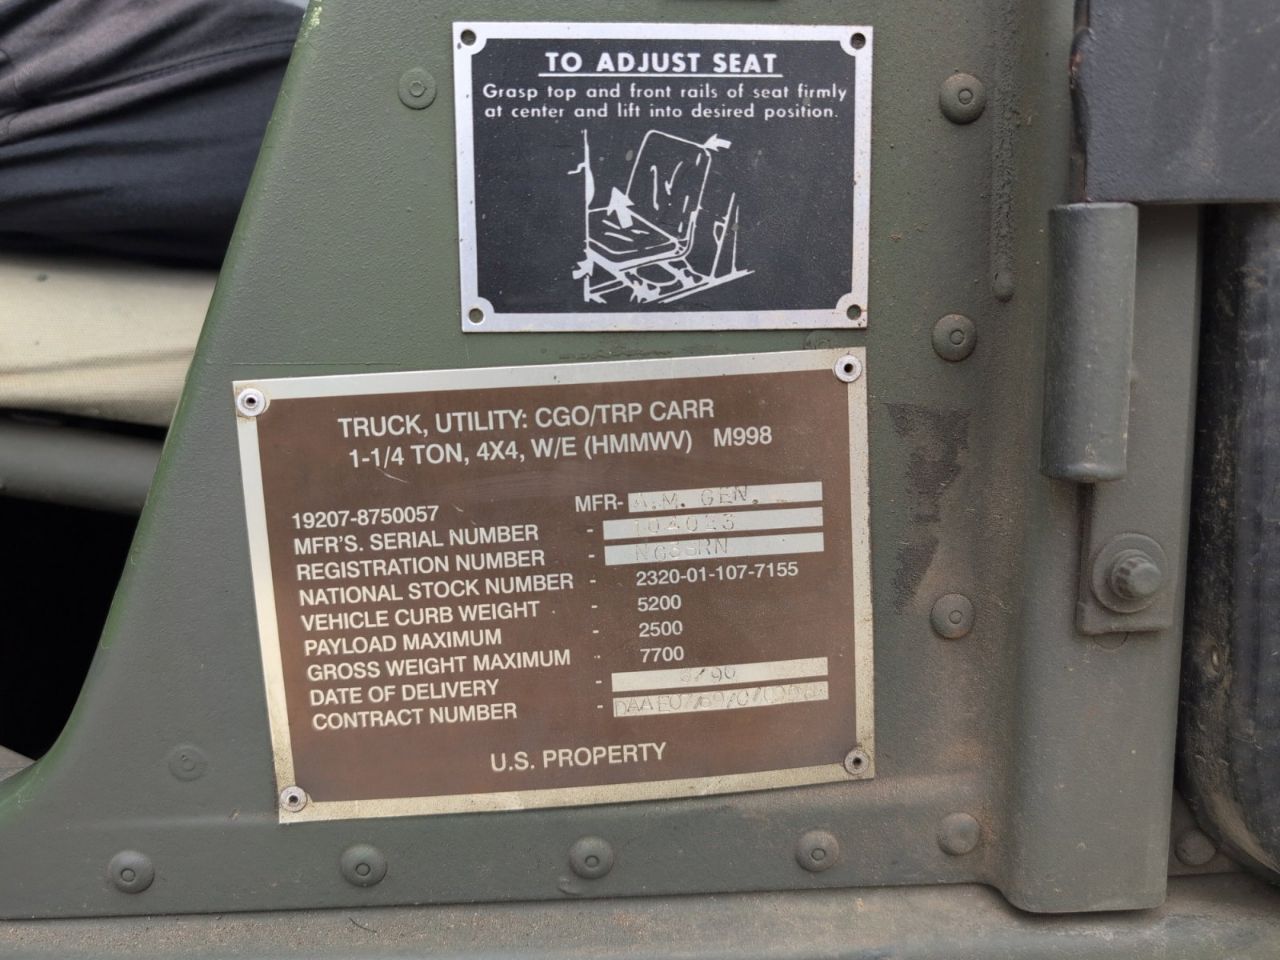 TO ADJUST SEAT
Grasp top and front rails of seat firmly
at center and lift into desired position.
TRUCK, UTILITY: CGO/TRP CARR
1-1/4 TON, 4X4, W/E (HMMWV) M998
19207-8750057 MFR- A.M. GEN.
MFR'S. SERIAL NUMBER - 104023
REGISTRATION NUMBER -
NATIONAL STOCK NUMBER - 2320-01-107-7155
VEHICLE CURB WEIGHT - 5200
PAYLOAD MAXIMUM - 2500
GROSS WEIGHT MAXIMUM - 7700
DATE OF DELIVERY -
CONTRACT NUMBER -
U.S. PROPERTY